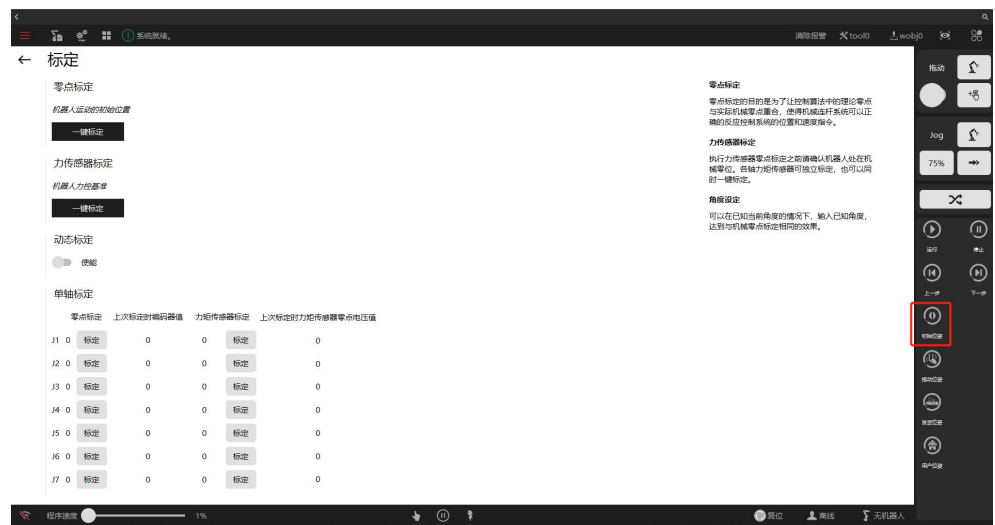 系统就绪,
消除报警 tool0 wobj0
标定
零点标定
机器人运动的初始位置
一键标定
力传感器标定
机器人力控基准
一键标定
动态标定
使能
单轴标定
零点标定 上次标定时编码器值 力矩传感器标定 上次标定时力矩传感器零点电压值
J1 0 标定 0 0 标定 0
J2 0 标定 0 0 标定 0
J3 0 标定 0 0 标定 0
J4 0 标定 0 0 标定 0
J5 0 标定 0 0 标定 0
J6 0 标定 0 0 标定 0
J7 0 标定 0 0 标定 0
零点标定
零点标定的目的是为了让控制算法中的理论零点
与实际机械零点重合，使得机械连杆系统可以正
确的反应控制系统的位置和速度指令。
力传感器标定
执行力传感器零点标定之前请确认机器人处在机
械零位。各轴力矩传感器可独立标定，也可以同
时一键标定。
角度设定
可以在已知当前角度的情况下，输入已知角度，
达到与机械零点标定相同的效果。
拖动
Jog
75%
运行 停止
上一步 下一步
初始位姿
拖动位姿
发货位姿
用户位姿
程序速度 1% 复位 离线 无机器人